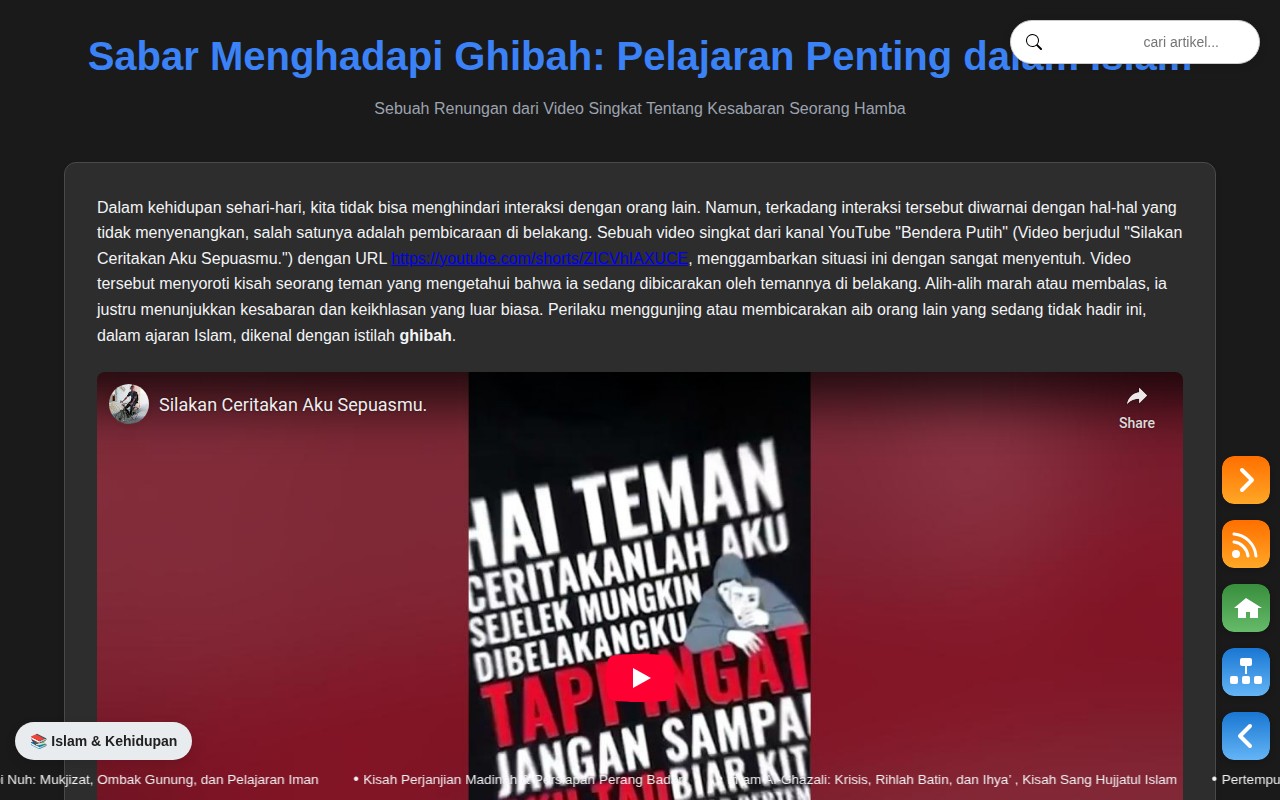 Sabar Menghadapi Ghibah: Pelajaran Penting dalam Islam
cari artikel...
Sebuah Renungan dari Video Singkat Tentang Kesabaran Seorang Hamba
Dalam kehidupan sehari-hari, kita tidak bisa menghindari interaksi dengan orang lain. Namun, terkadang interaksi tersebut diwarnai dengan hal-hal yang
tidak menyenangkan, salah satunya adalah pembicaraan di belakang. Sebuah video singkat dari kanal YouTube "Bendera Putih" (Video berjudul "Silakan
Ceritakan Aku Sepuasmu.") dengan URL https://youtube.com/shorts/ZICVhIAXUCE, menggambarkan situasi ini dengan sangat menyentuh. Video
tersebut menyoroti kisah seorang teman yang mengetahui bahwa ia sedang dibicarakan oleh temannya di belakang. Alih-alih marah atau membalas, ia
justru menunjukkan kesabaran dan keikhlasan yang luar biasa. Perilaku menggunjing atau membicarakan aib orang lain yang sedang tidak hadir ini,
dalam ajaran Islam, dikenal dengan istilah ghibah.
Silakan Ceritakan Aku Sepuasmu.
Share
HAI TEMAN
CERITAKANLAH AKU
SEJELEK MUNGKIN
DIBELAKANGKU
TAPI INGAT
JANGAN SAMPAI
KU TAU BIAR KIT
📚 Islam & Kehidupan
i Nuh: Mukjizat, Ombak Gunung, dan Pelajaran Iman • Kisah Perjanjian Madinah & Persiapan Perang Badar • Imam Al-Ghazali: Krisis, Rihlah Batin, dan Ihya’ , Kisah Sang Hujjatul Islam • Pertempu